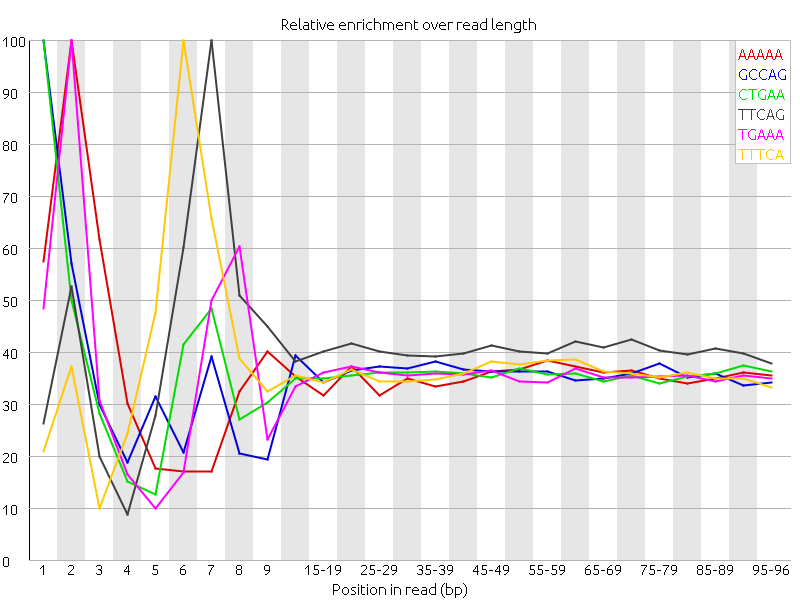 Relative enrichment over read length
100
90
80
70
60
50
40
30
20
10
0
AAAAA
GCCAG
CTGAA
TTCAG
TGAAA
TTTCA
1 2 3 4 5 6 7 8 9 15-19 25-29 35-39 45-49 55-59 65-69 75-79 85-89 95-96
Position in read (bp)